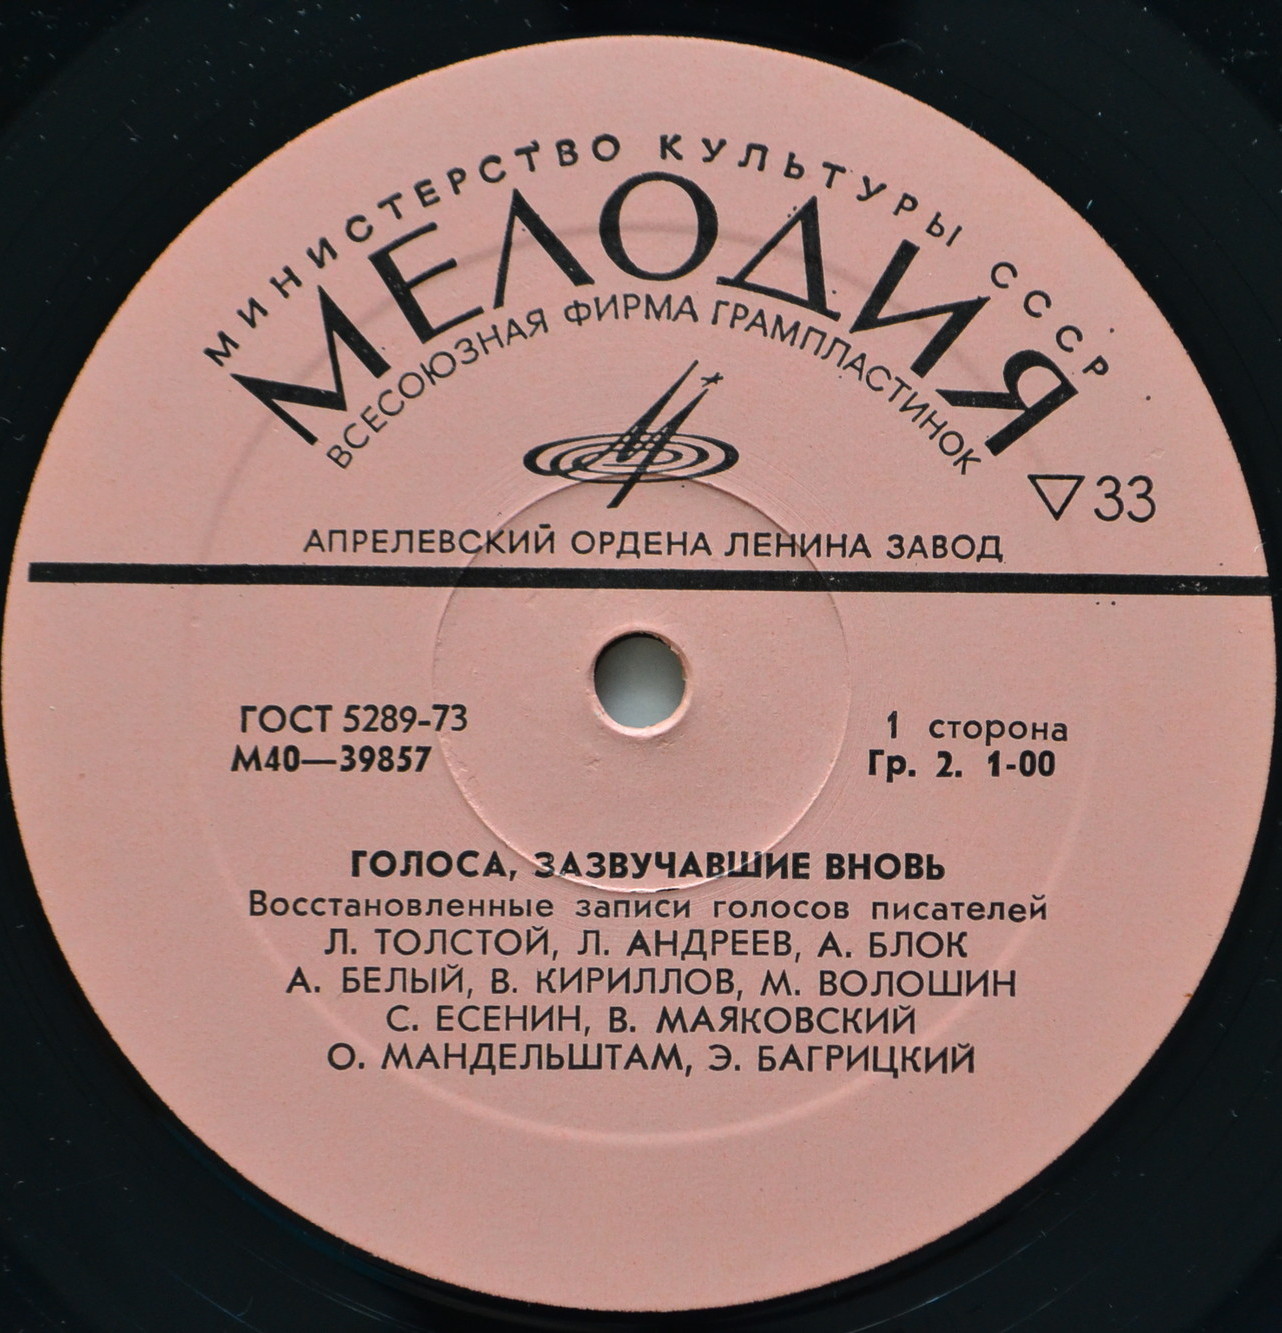 МИНИСТЕРСТВО КУЛЬТУРЫ СССР
МЕЛОДИЯ
ВСЕСОЮЗНАЯ ФИРМА ГРАМПЛАСТИНОК
▽33
АПРЕЛЕВСКИЙ ОРДЕНА ЛЕНИНА ЗАВОД
ГОСТ 5289-73
М40—39857
1 сторона
Гр. 2. 1-00
ГОЛОСА, ЗАЗВУЧАВШИЕ ВНОВЬ
Восстановленные записи голосов писателей
Л. ТОЛСТОЙ, Л. АНДРЕЕВ, А. БЛОК
А. БЕЛЫЙ, В. КИРИЛЛОВ, М. ВОЛОШИН
С. ЕСЕНИН, В. МАЯКОВСКИЙ
О. МАНДЕЛЬШТАМ, Э. БАГРИЦКИЙ